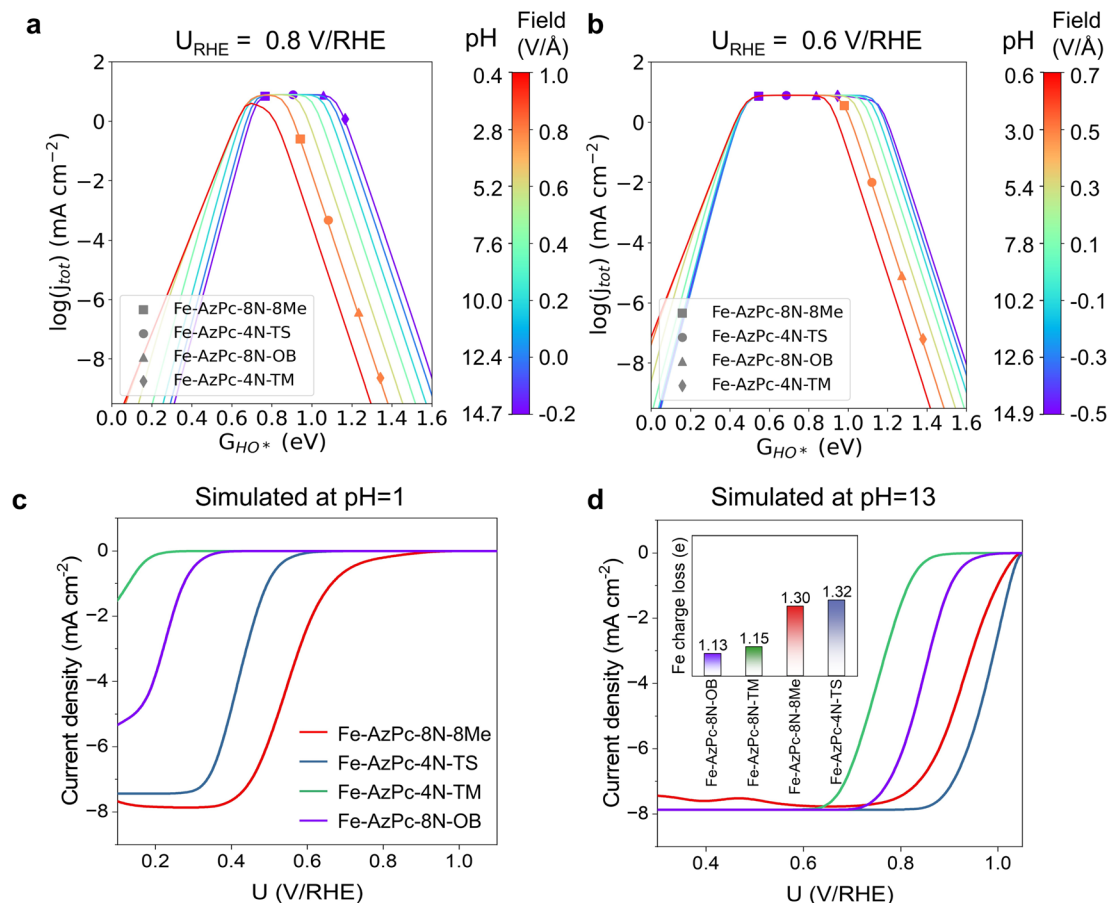 a
U_RHE = 0.8 V/RHE
pH
Field
(V/Å)
log(j_tot) (mA cm⁻²)
2
0
−2
−4
−6
−8
Fe-AzPc-8N-8Me
Fe-AzPc-4N-TS
Fe-AzPc-8N-OB
Fe-AzPc-4N-TM
0.0 0.2 0.4 0.6 0.8 1.0 1.2 1.4 1.6
G_HO* (eV)
0.4 1.0
2.8 0.8
5.2 0.6
7.6 0.4
10.0 0.2
12.4 0.0
14.7 -0.2
b
U_RHE = 0.6 V/RHE
pH
Field
(V/Å)
log(j_tot) (mA cm⁻²)
2
0
−2
−4
−6
−8
Fe-AzPc-8N-8Me
Fe-AzPc-4N-TS
Fe-AzPc-8N-OB
Fe-AzPc-4N-TM
0.0 0.2 0.4 0.6 0.8 1.0 1.2 1.4 1.6
G_HO* (eV)
0.6 0.7
3.0 0.5
5.4 0.3
7.8 0.1
10.2 -0.1
12.6 -0.3
14.9 -0.5
c
Simulated at pH=1
Current density (mA cm⁻²)
0
−2
−4
−6
−8
Fe-AzPc-8N-8Me
Fe-AzPc-4N-TS
Fe-AzPc-4N-TM
Fe-AzPc-8N-OB
0.2 0.4 0.6 0.8 1.0
U (V/RHE)
d
Simulated at pH=13
Current density (mA cm⁻²)
0
−2
−4
−6
−8
Fe charge loss (e)
1.13 1.15 1.30 1.32
Fe-AzPc-8N-OB
Fe-AzPc-8N-TM
Fe-AzPc-8N-8Me
Fe-AzPc-4N-TS
0.4 0.6 0.8 1.0
U (V/RHE)